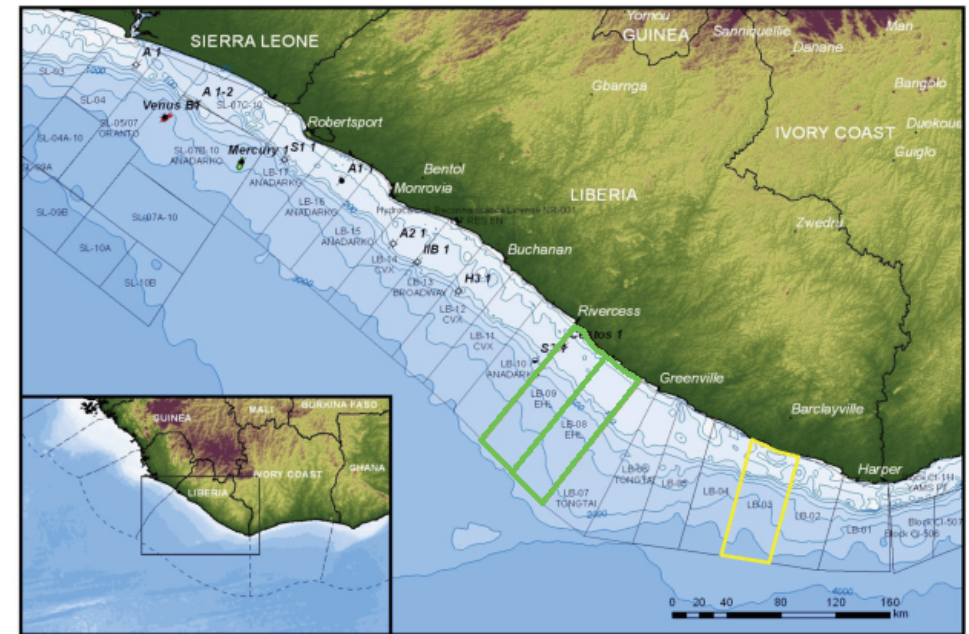 Yomou
GUINEA
Sanniquellie
Man
Danane
SIERRA LEONE
A 1
SL-03
1000
100
Gbarnga
Bangolo
SL-04
A 1-2
SL-07C-10
Venus B1
SL-05/07
ORANTO
Robertsport
IVORY COAST
Duekoue
SL-04A-10
SL-07B-10
ANADARKO
Mercury 1
S1 1
Guiglo
SL-09A
LB-17
ANADARKO
A1-1
Bentol
Monrovia
LIBERIA
LB-16
ANADARKO
SL-09B
SL-07A-10
Zwedru
LB-15
ANADARKO
A2 1
SL-10A
IIB 1
Buchanan
LB-14
CVX
SL-10B
LB-13
BROADWAY
H3 1
LB-12
CVX
Rivercess
LB-11
CVX
LB-10
ANADARKO
Greenville
LB-09
EHL
LB-08
EHL
Barclayville
Harper
LB-06
TONGTAI
LB-05
LB-04
LB-03
LB-02
LB-01
LB-07
TONGTAI
Block CI-507
Block CI-506
4000
0 20 40 80 120 160
km
GUINEA
MALI
BURKINA FASO
IVORY COAST
GHANA
LIBERIA